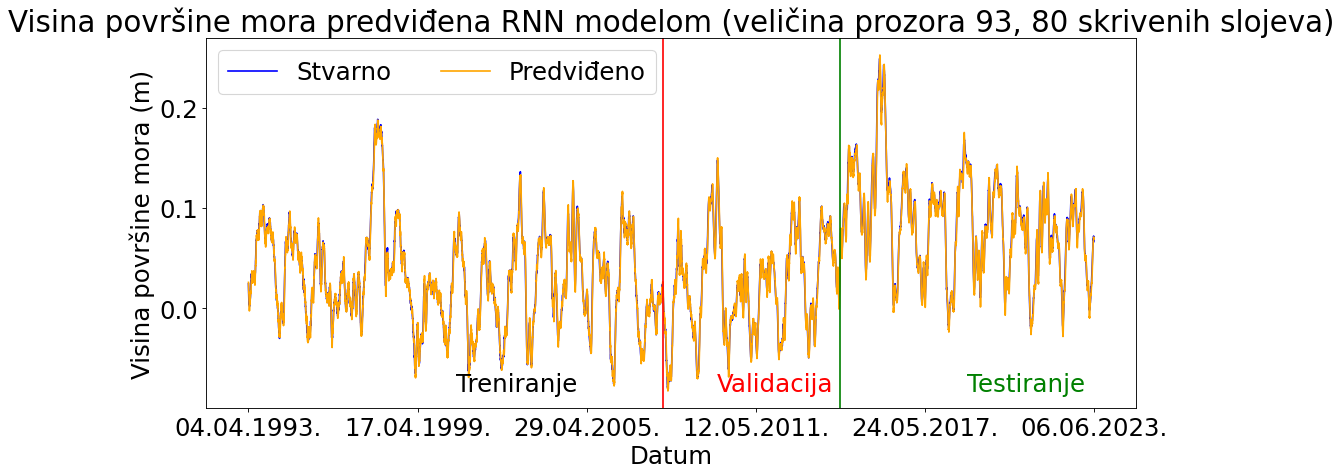 Visina površine mora predviđena RNN modelom (veličina prozora 93, 80 skrivenih slojeva)
Stvarno
Predviđeno
Visina površine mora (m)
0.2
0.1
0.0
Treniranje
Validacija
Testiranje
04.04.1993.
17.04.1999.
29.04.2005.
12.05.2011.
24.05.2017.
06.06.2023.
Datum